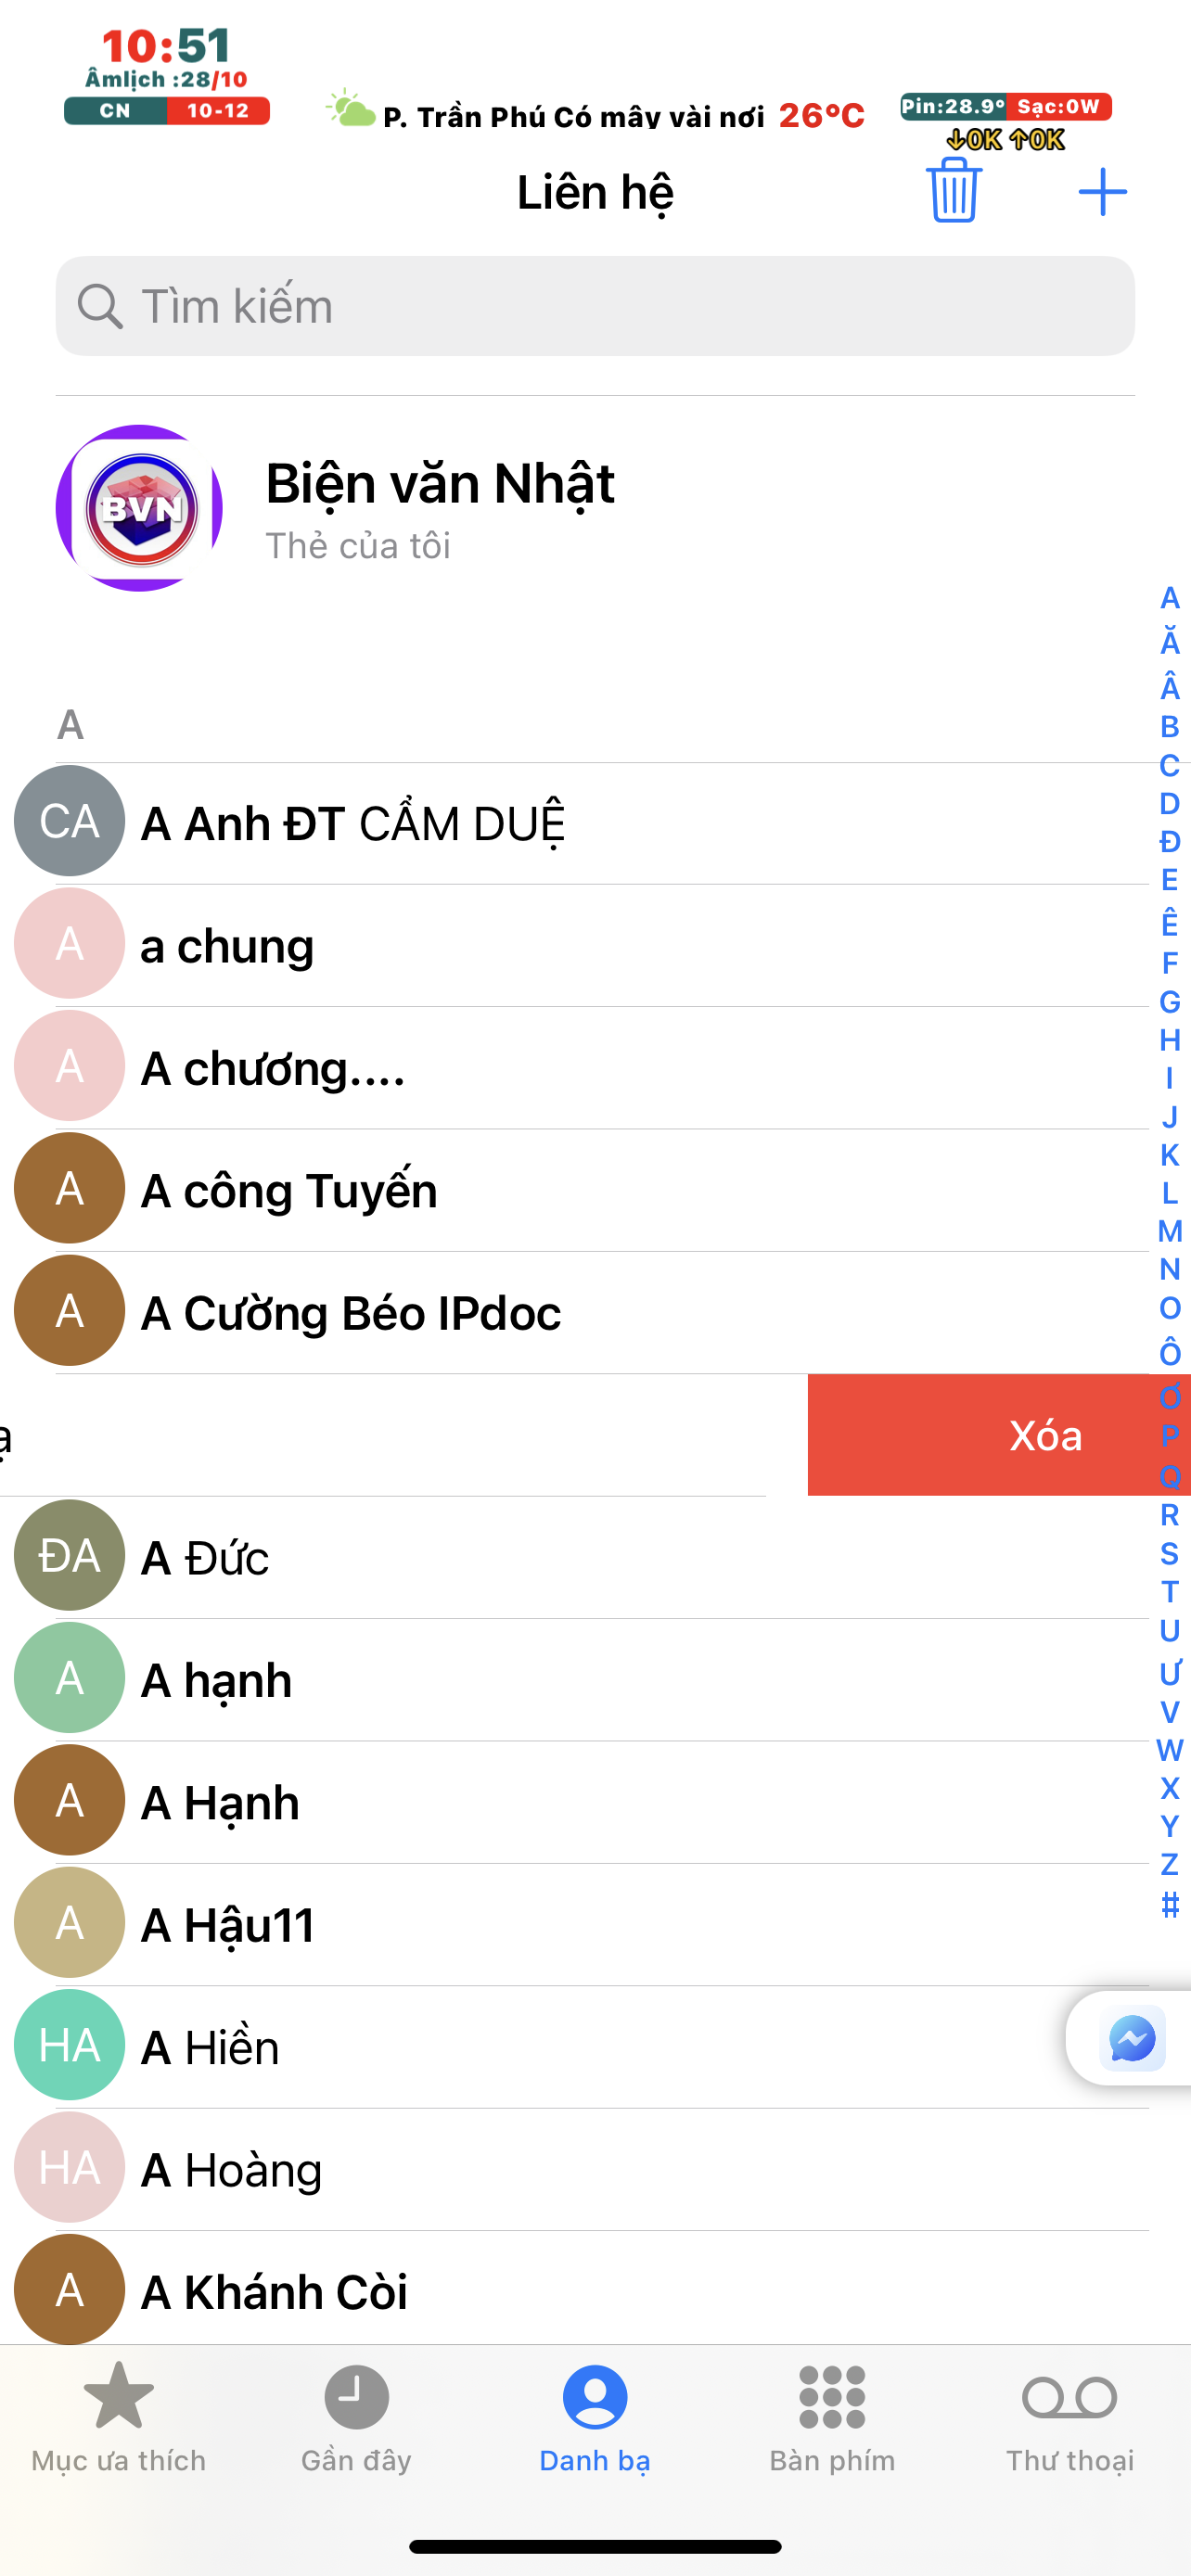 10:51
Âmlịch :28/10
CN 10-12
P. Trần Phú Có mây vài nơi 26°C
Pin:28.9° Sạc:0W
↓0K ↑0K
Liên hệ
Tìm kiếm
BVN
Biện văn Nhật
Thẻ của tôi
A
CA A Anh ĐT CẨM DUỆ
A a chung
A A chương....
A A công Tuyến
A A Cường Béo IPdoc
ạ Xóa
ĐA A Đức
A A hạnh
A A Hạnh
A A Hậu11
HA A Hiền
HA A Hoàng
A A Khánh Còi
A
Ă
Â
B
C
D
Đ
E
Ê
F
G
H
I
J
K
L
M
N
O
Ô
Ơ
P
Q
R
S
T
U
Ư
V
W
X
Y
Z
#
Mục ưa thích Gần đây Danh bạ Bàn phím Thư thoại